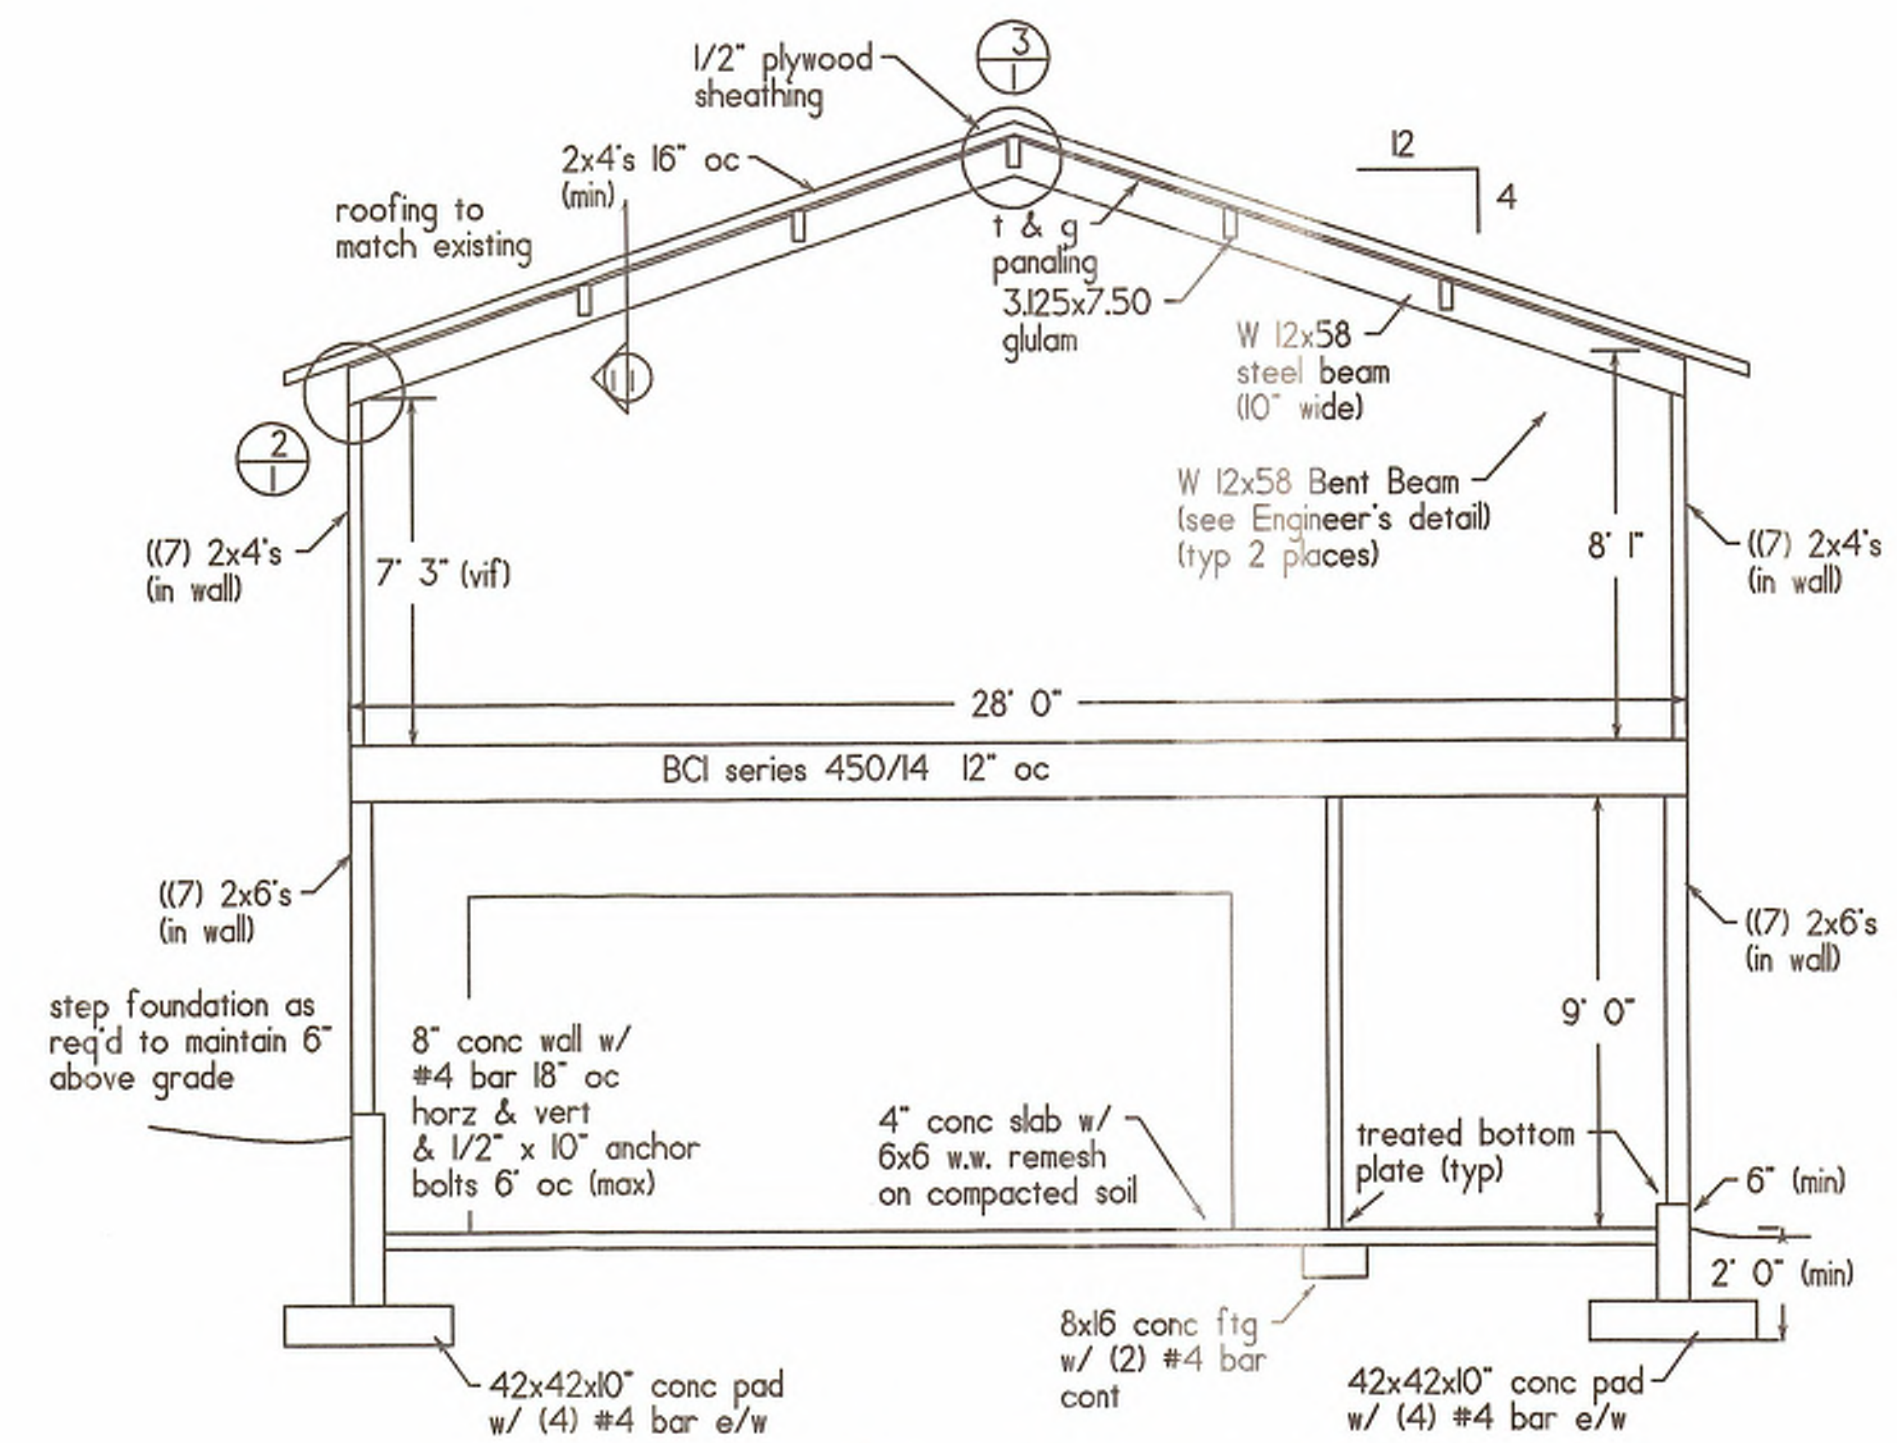 3
1
1/2" plywood
sheathing
2x4's 16" oc
(min)
12
4
roofing to
match existing
t & g
panaling
3.125x7.50
glulam
W 12x58
steel beam
(10" wide)
1 1
2
1
W 12x58 Bent Beam
(see Engineer's detail)
(typ 2 places)
((7) 2x4's
(in wall)
7' 3" (vif)
8' 1"
((7) 2x4's
(in wall)
28' 0"
BCI series 450/14 12" oc
((7) 2x6's
(in wall)
((7) 2x6's
(in wall)
step foundation as
req'd to maintain 6"
above grade
9' 0"
8" conc wall w/
#4 bar 18" oc
horz & vert
& 1/2" x 10" anchor
bolts 6' oc (max)
4" conc slab w/
6x6 w.w. remesh
on compacted soil
treated bottom
plate (typ)
6" (min)
2' 0" (min)
8x16 conc ftg
w/ (2) #4 bar
cont
42x42x10" conc pad
w/ (4) #4 bar e/w
42x42x10" conc pad
w/ (4) #4 bar e/w